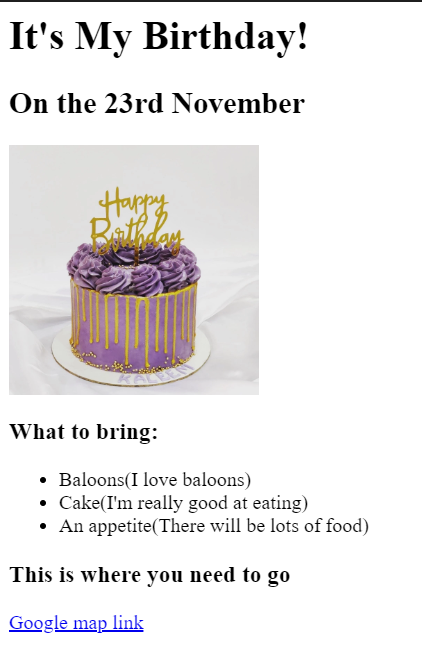 It's My Birthday!
On the 23rd November
Happy
Birthday
KALEEM
What to bring:
Baloons(I love baloons)
Cake(I'm really good at eating)
An appetite(There will be lots of food)
This is where you need to go
Google map link